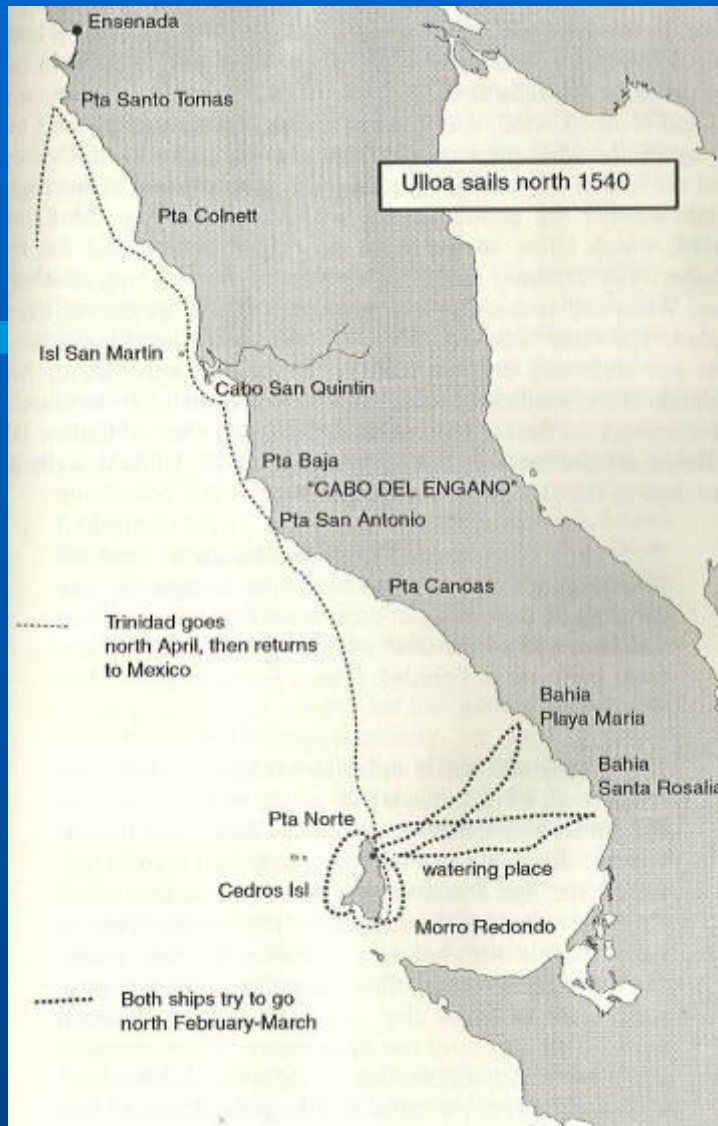 Ensenada
Pta Santo Tomas
Ulloa sails north 1540
Pta Colnett
Isl San Martin
Cabo San Quintin
Pta Baja
"CABO DEL ENGANO"
Pta San Antonio
Pta Canoas
Trinidad goes
north April, then returns
to Mexico
Bahia
Playa Maria
Bahia
Santa Rosalia
Pta Norte
watering place
Cedros Isl
Morro Redondo
Both ships try to go
north February-March